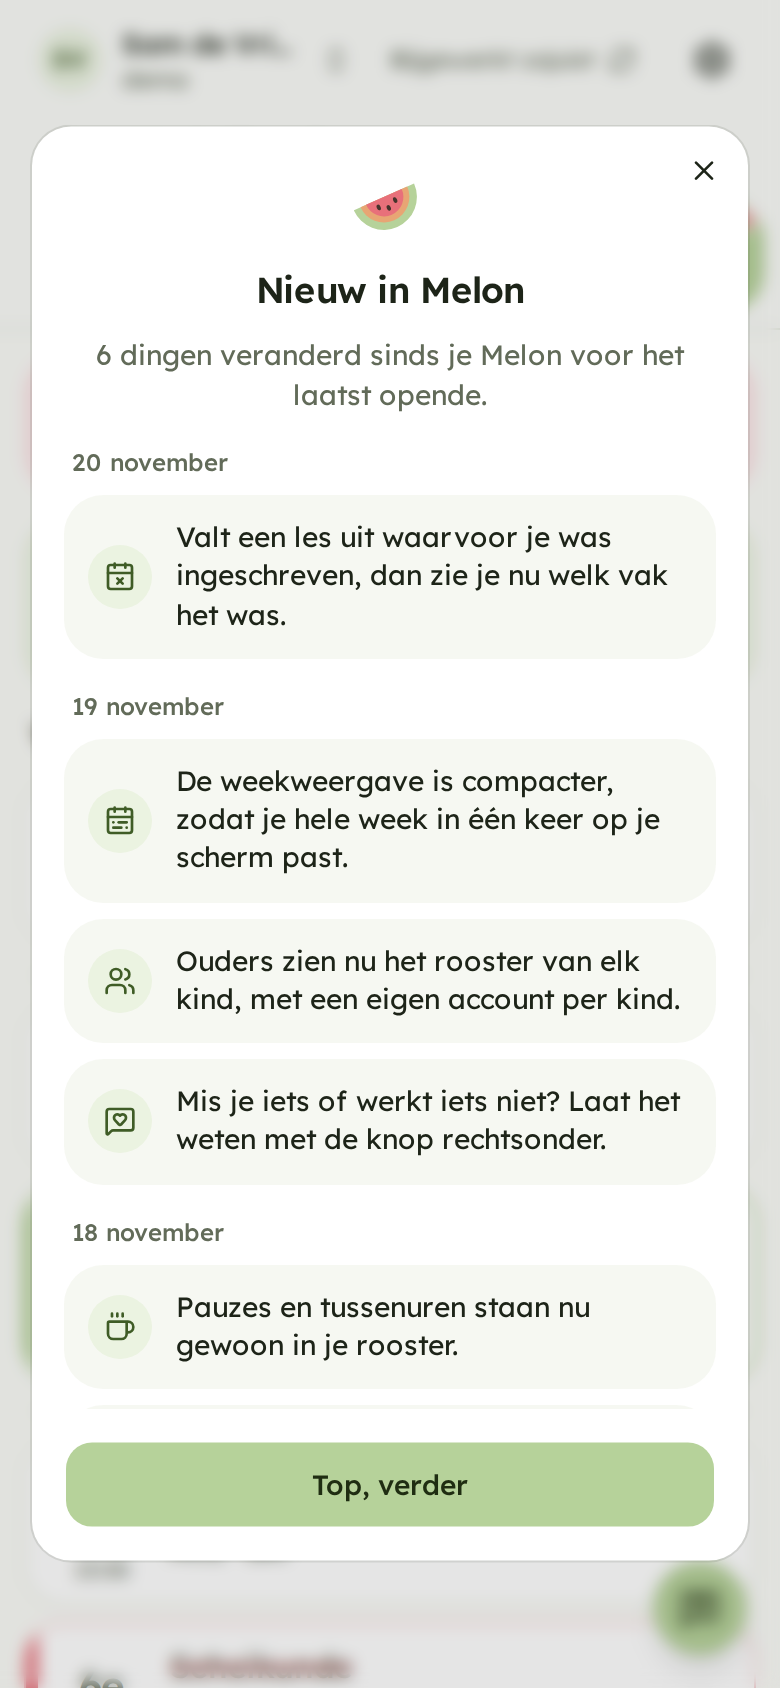 Nieuw in Melon
6 dingen veranderd sinds je Melon voor het
laatst opende.
20 november
Valt een les uit waarvoor je was
ingeschreven, dan zie je nu welk vak
het was.
19 november
De weekweergave is compacter,
zodat je hele week in één keer op je
scherm past.
Ouders zien nu het rooster van elk
kind, met een eigen account per kind.
Mis je iets of werkt iets niet? Laat het
weten met de knop rechtsonder.
18 november
Pauzes en tussenuren staan nu
gewoon in je rooster.
Top, verder
Scheikunde